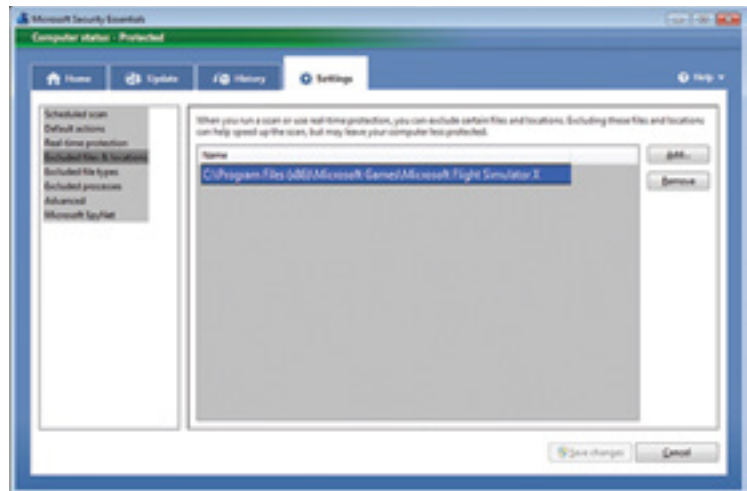 Microsoft Security Essentials
Computer status - Protected
Home
Update
History
Settings
Help
Scheduled scan
Default actions
Real-time protection
Excluded files & locations
Excluded file types
Excluded processes
Advanced
Microsoft SpyNet
When you run a scan or use real-time protection, you can exclude certain files and locations. Excluding these files and locations
can help speed up the scan, but may leave your computer less protected.
Name
C:\Program Files (x86)\Microsoft Games\Microsoft Flight Simulator X
Add...
Remove
Save changes
Cancel